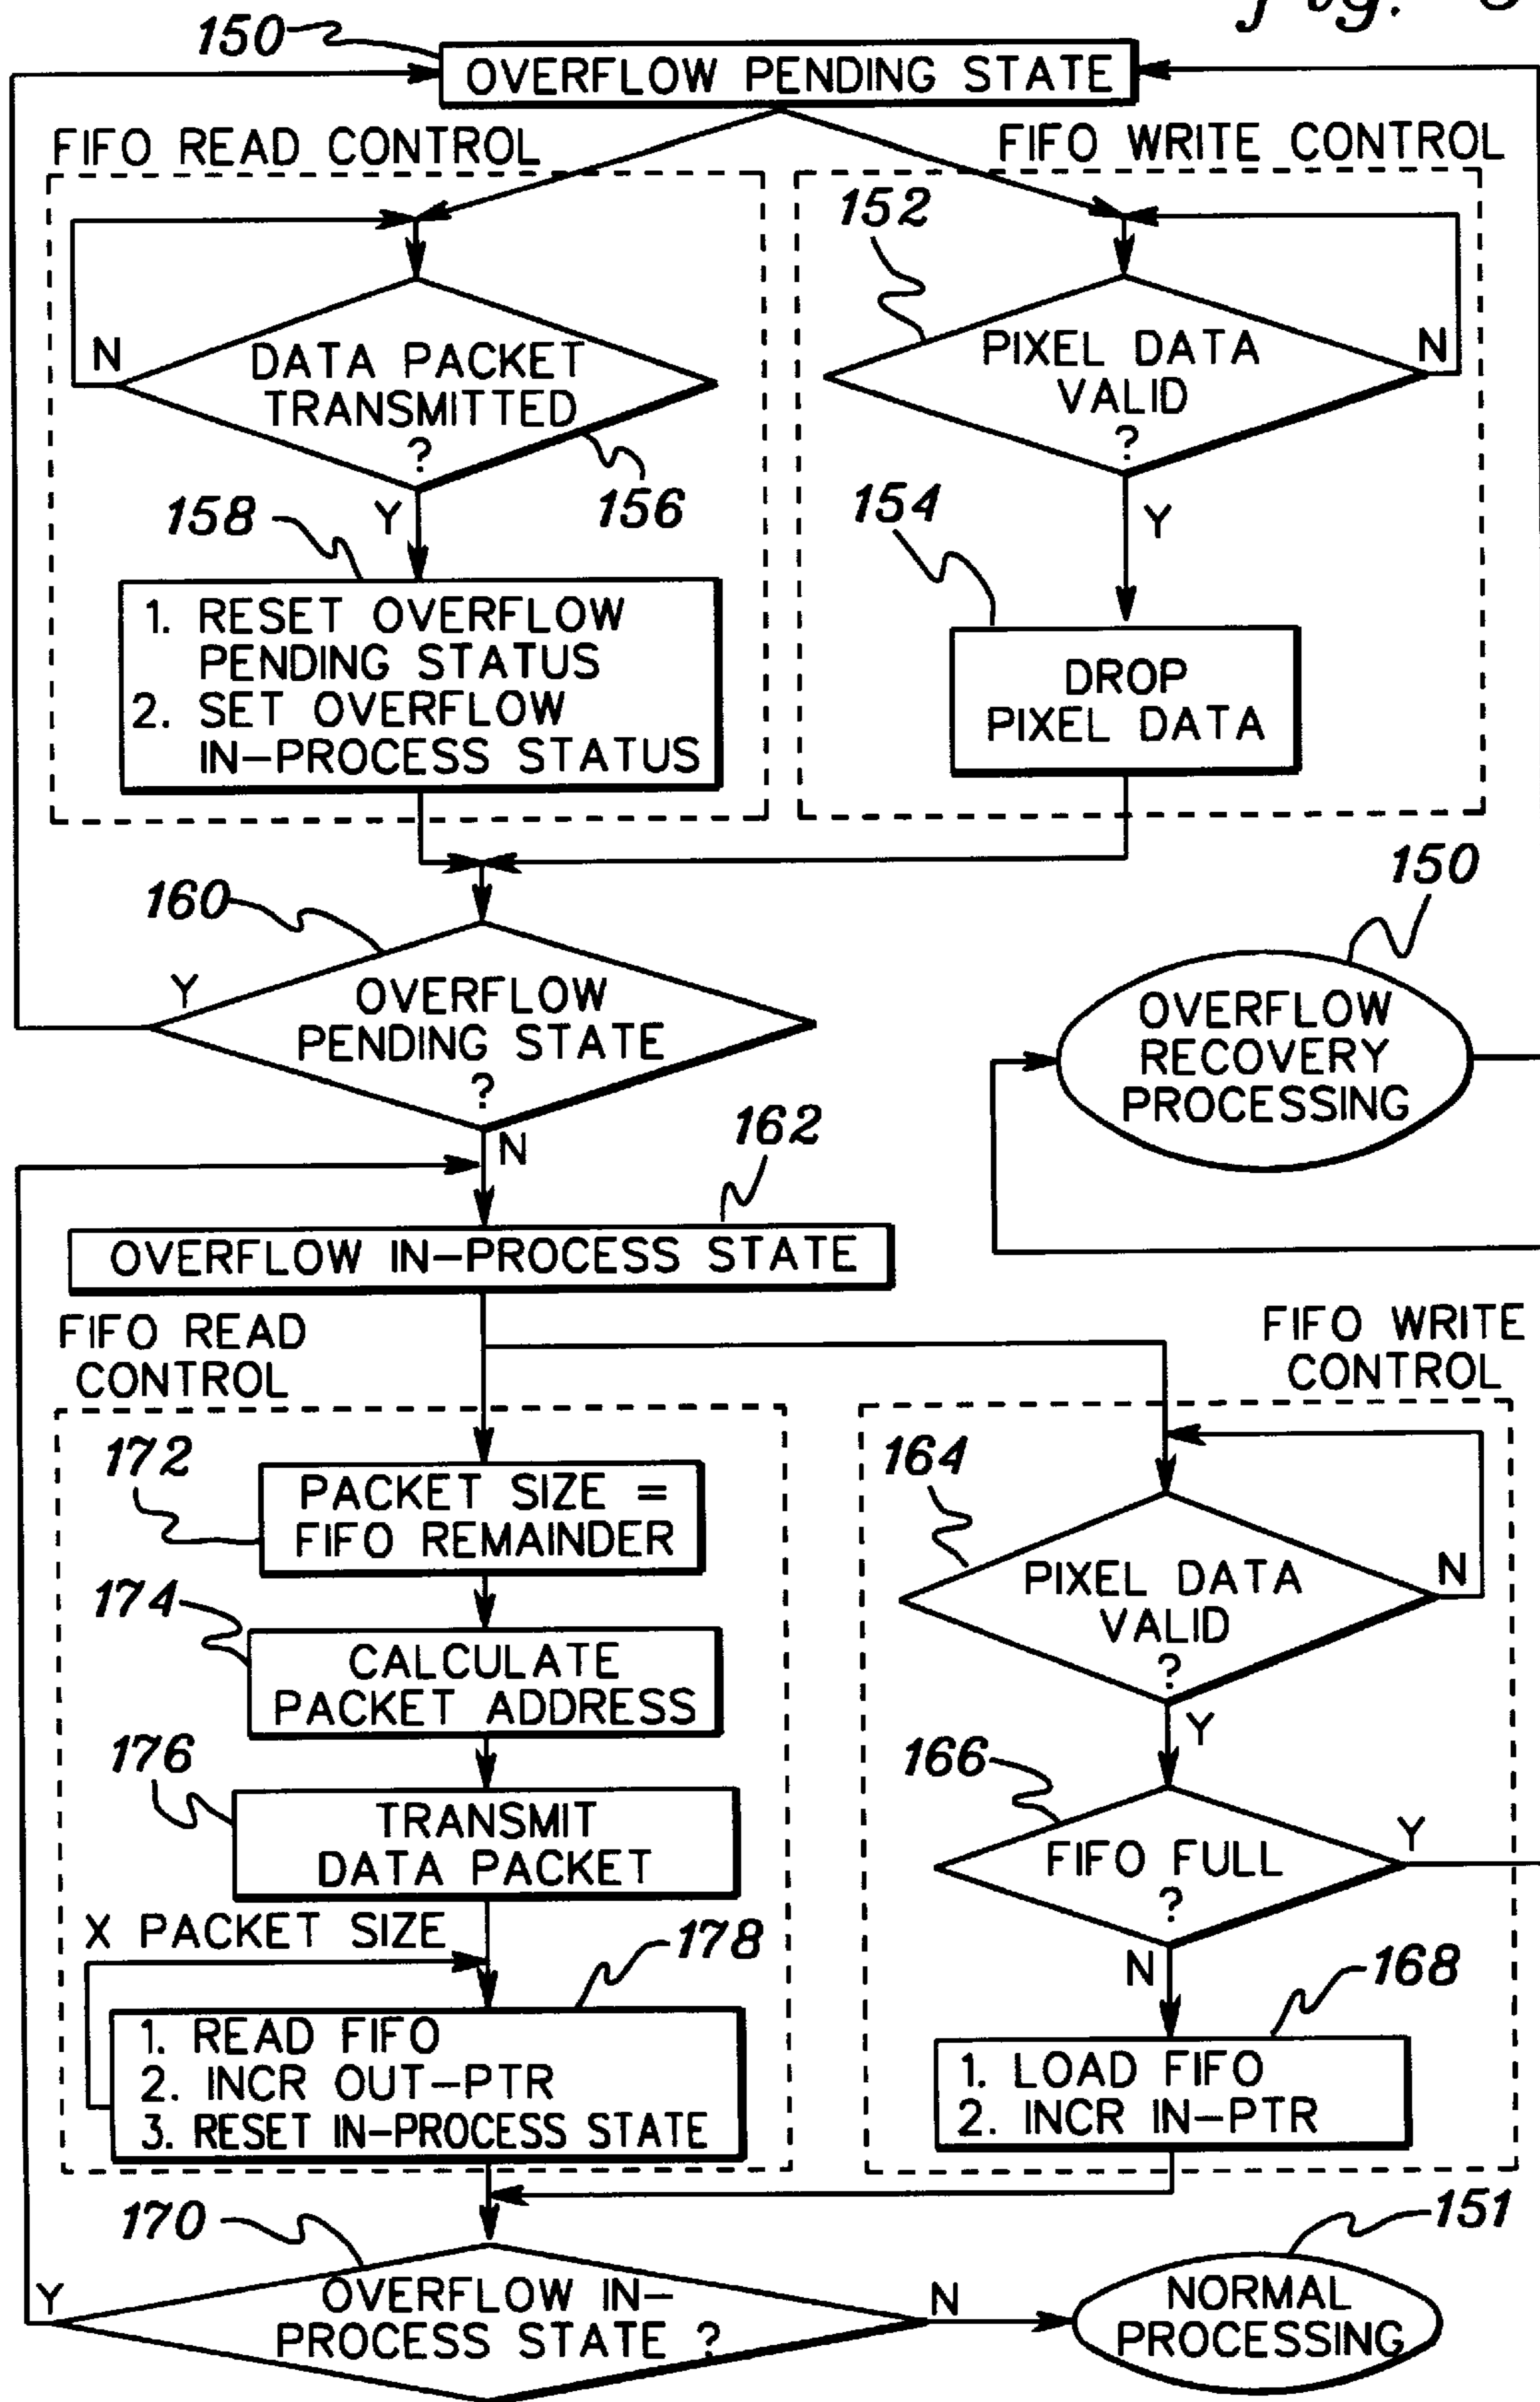 Fig.
150
OVERFLOW PENDING STATE
FIFO READ CONTROL
FIFO WRITE CONTROL
152
N
DATA PACKET
TRANSMITTED
?
156
PIXEL DATA
VALID
?
N
158
Y
154
Y
1. RESET OVERFLOW
PENDING STATUS
2. SET OVERFLOW
IN-PROCESS STATUS
DROP
PIXEL DATA
160
Y
OVERFLOW
PENDING STATE
?
N
150
OVERFLOW
RECOVERY
PROCESSING
162
OVERFLOW IN-PROCESS STATE
FIFO READ
CONTROL
FIFO WRITE
CONTROL
172
PACKET SIZE =
FIFO REMAINDER
164
PIXEL DATA
VALID
?
N
Y
174
CALCULATE
PACKET ADDRESS
176
TRANSMIT
DATA PACKET
166
FIFO FULL
?
Y
N
X PACKET SIZE
178
168
1. READ FIFO
2. INCR OUT-PTR
3. RESET IN-PROCESS STATE
1. LOAD FIFO
2. INCR IN-PTR
170
Y
OVERFLOW IN-
PROCESS STATE ?
N
151
NORMAL
PROCESSING